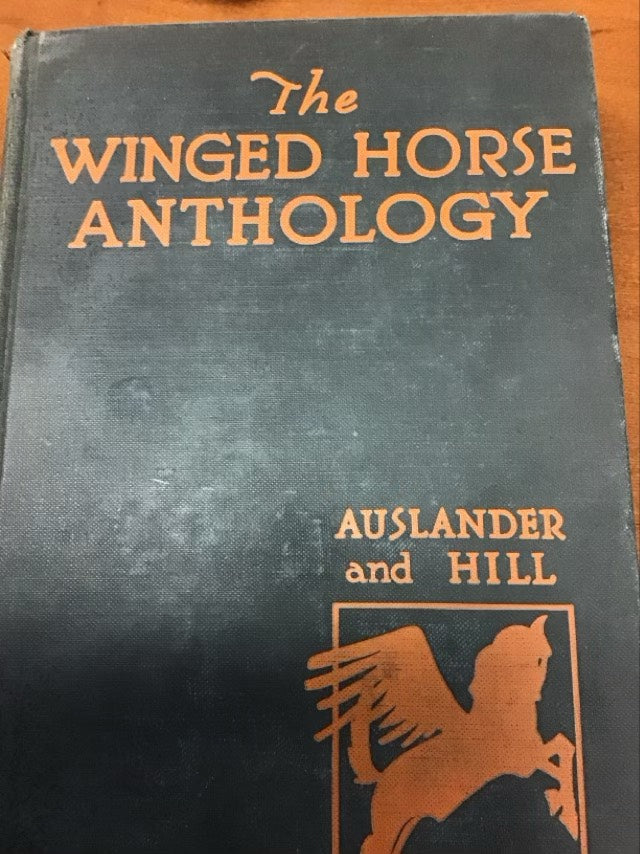 The
WINGED HORSE
ANTHOLOGY
AUSLANDER
and HILL